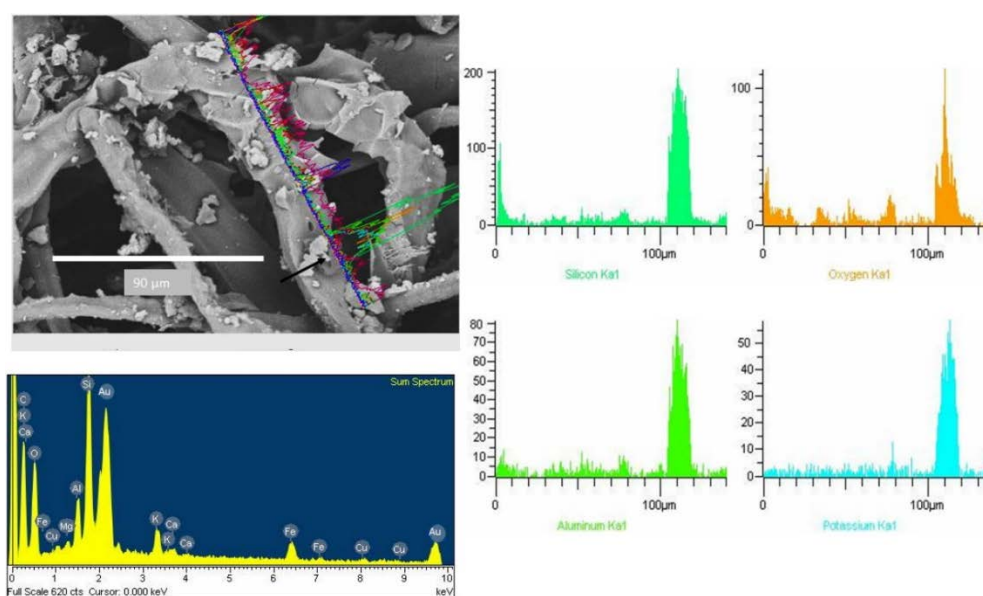 90 µm
200
100
0
0
100µm
Silicon Ka1
100
0
0
100µm
Oxygen Ka1
80
70
60
50
40
30
20
10
0
0
100µm
Aluminum Ka1
50
40
30
20
10
0
0
100µm
Potassium Ka1
Sum Spectrum
C
K
Ca
O
Fe
Cu
Mg
Al
Si
Au
K
K
Ca
Ca
Fe
Fe
Cu
Cu
Au
0 1 2 3 4 5 6 7 8 9 10
Full Scale 620 cts Cursor: 0.000 keV keV